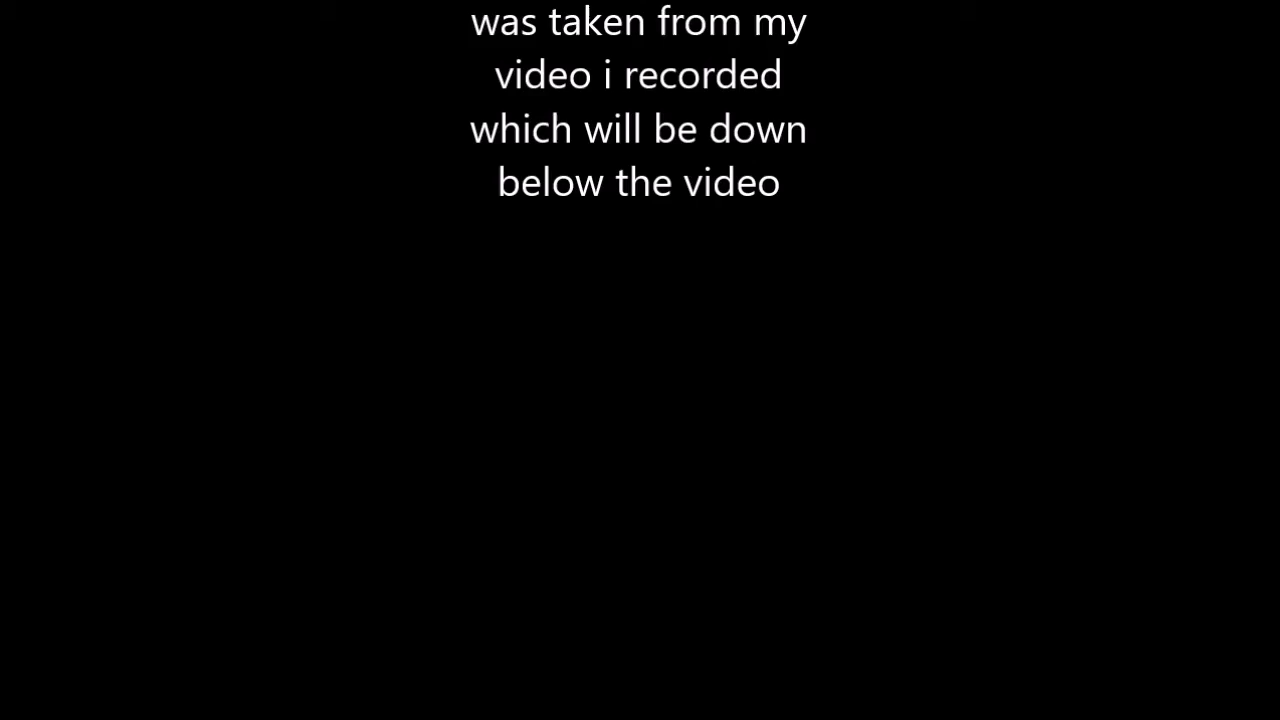 was taken from my
video i recorded
which will be down
below the video